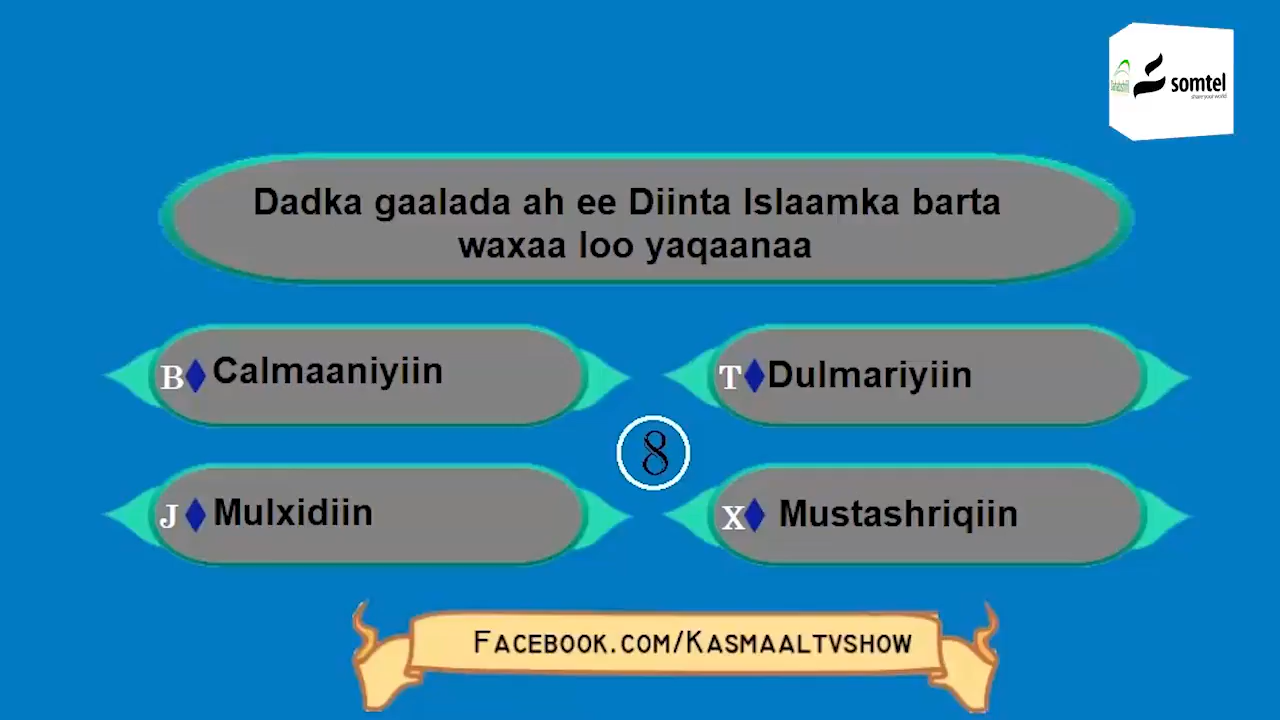 somtel
Dadka gaalada ah ee Diinta Islaamka barta
waxaa loo yaqaanaa
B Calmaaniyiin
T Dulmariyiin
8
J Mulxidiin
X Mustashriqiin
FACEBOOK.COM/KASMAALTVSHOW